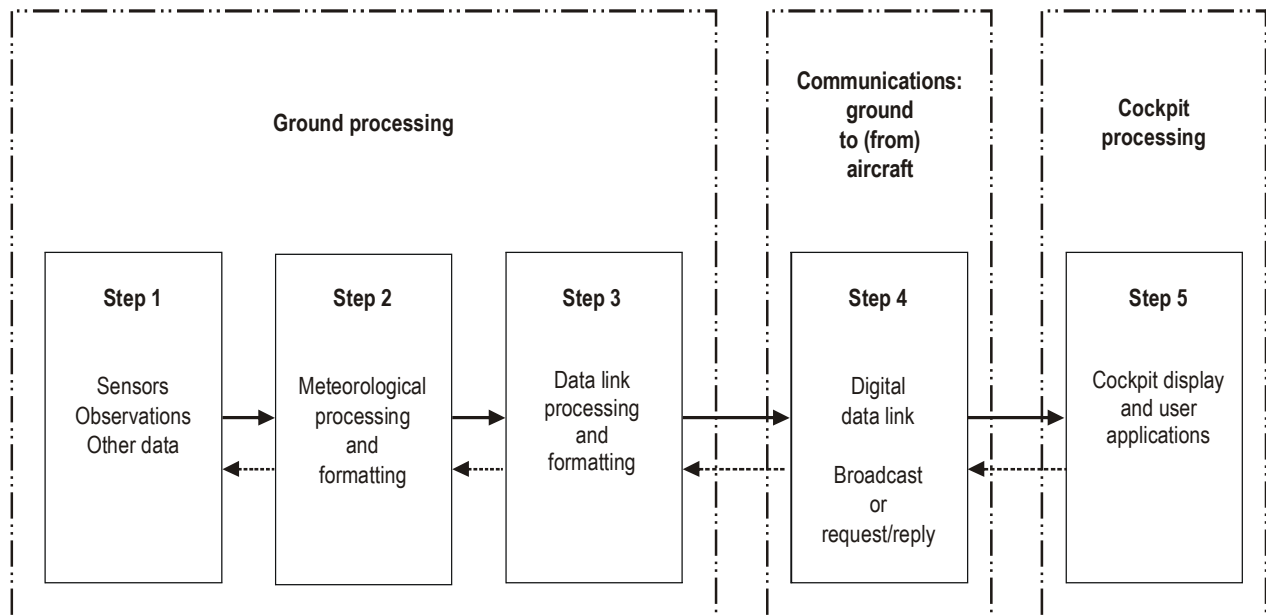 Ground processing
Communications:
ground
to (from)
aircraft
Cockpit
processing
Step 1
Sensors
Observations
Other data
Step 2
Meteorological
processing
and
formatting
Step 3
Data link
processing
and
formatting
Step 4
Digital
data link
Broadcast
or
request/reply
Step 5
Cockpit display
and user
applications